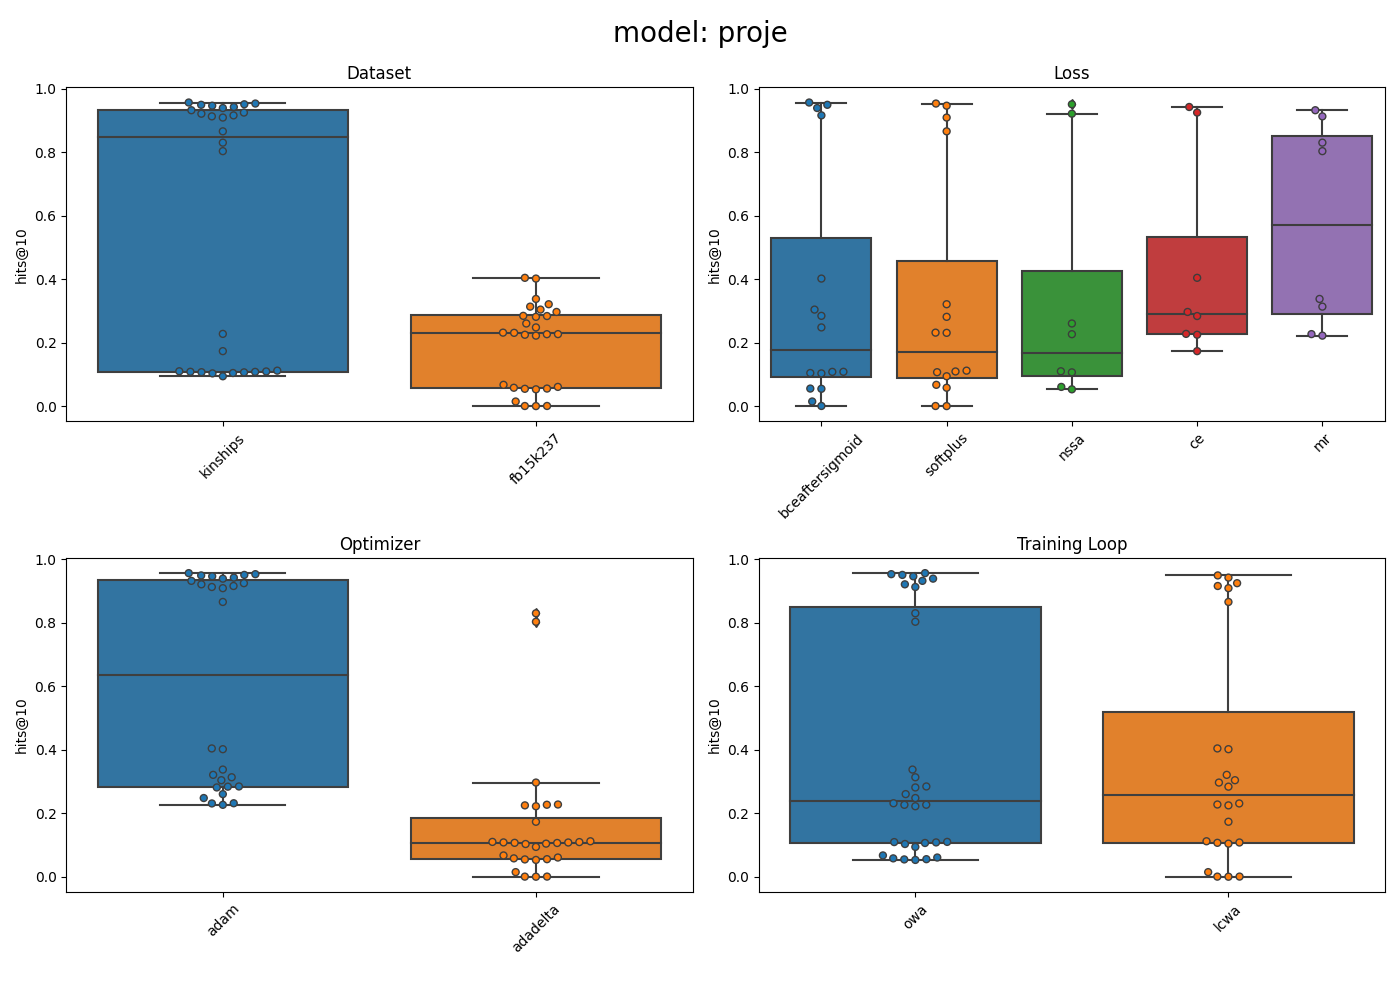 model: proje
Dataset
Loss
1.0
0.8
0.6
0.4
0.2
0.0
hits@10
kinships
fb15k237
1.0
0.8
0.6
0.4
0.2
0.0
hits@10
bceaftersigmoid
softplus
nssa
ce
mr
Optimizer
Training Loop
1.0
0.8
0.6
0.4
0.2
0.0
hits@10
adam
adadelta
1.0
0.8
0.6
0.4
0.2
0.0
hits@10
owa
lcwa